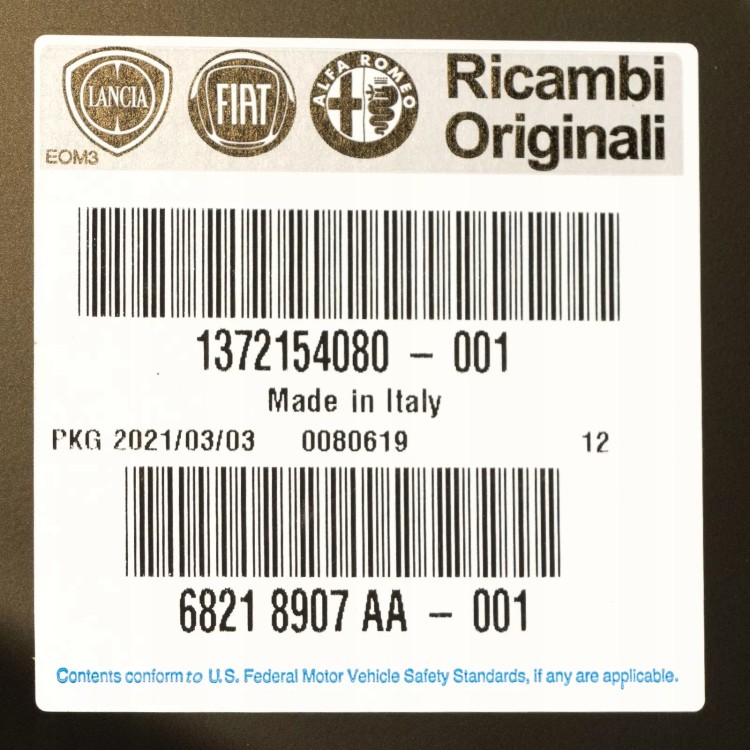 LANCIA FIAT ALFA ROMEO Ricambi
Originali
EOM3
1372154080 - 001
Made in Italy
PKG 2021/03/03 0080619 12
6821 8907 AA - 001
Contents conform to U.S. Federal Motor Vehicle Safety Standards, if any are applicable.